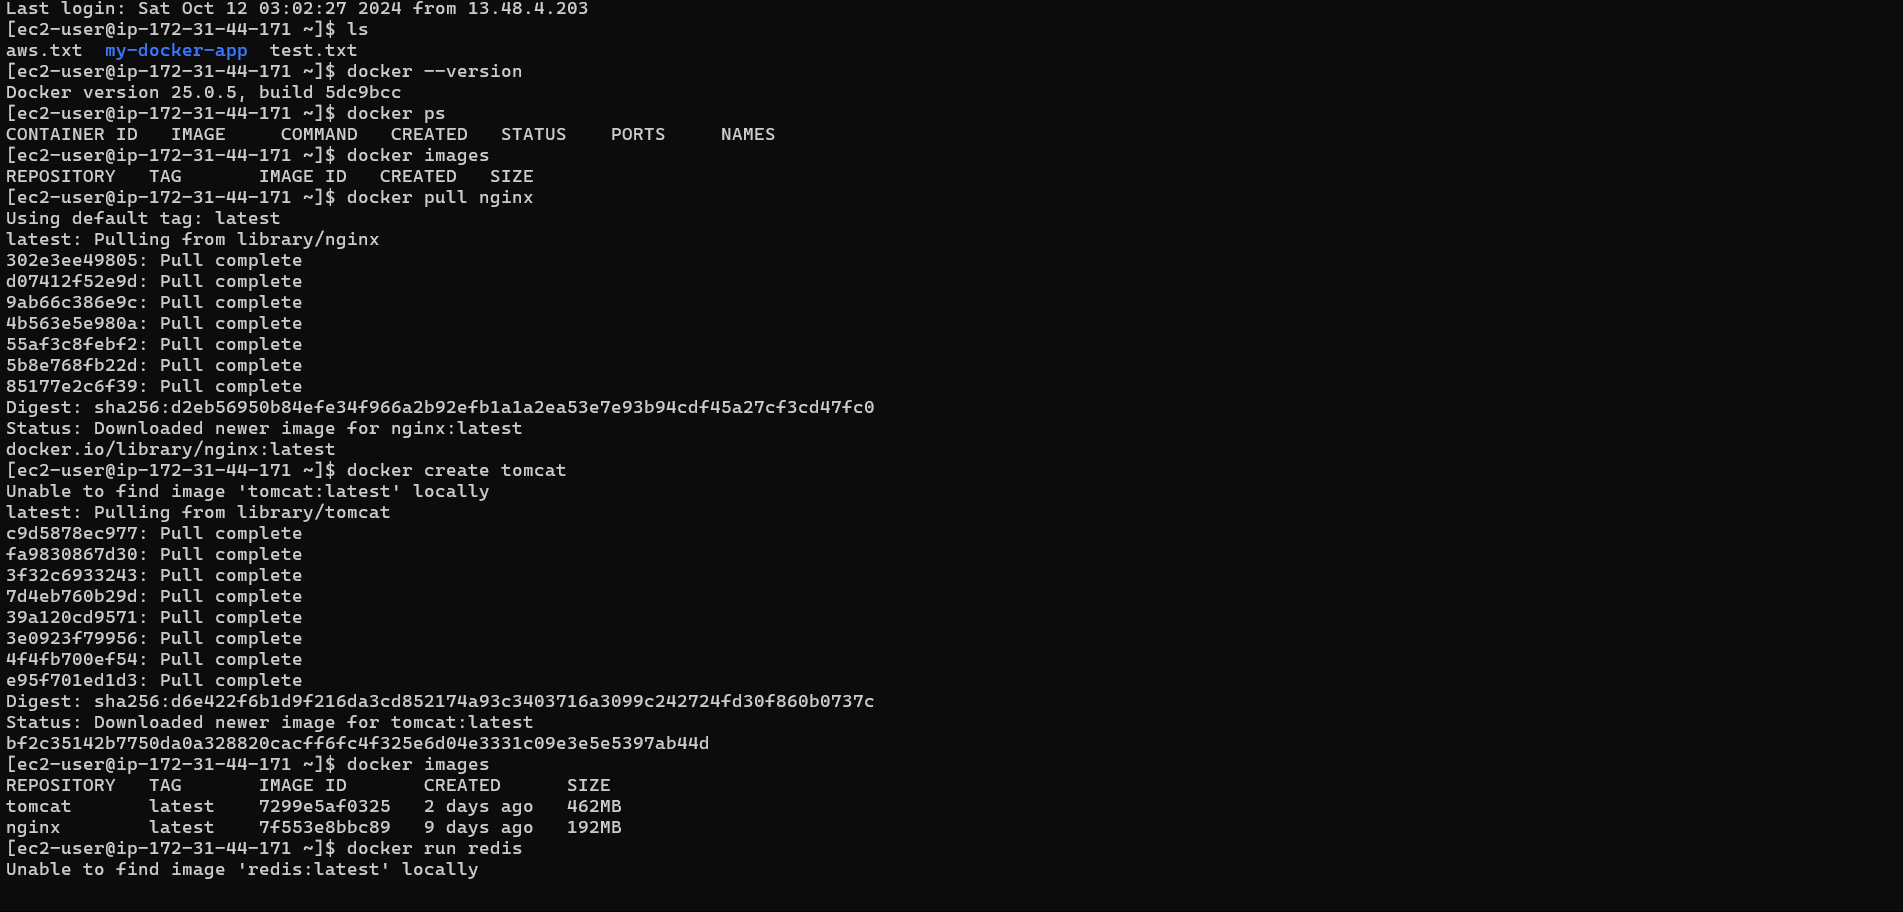 Last login: Sat Oct 12 03:02:27 2024 from 13.48.4.203
[ec2-user@ip-172-31-44-171 ~]$ ls
aws.txt  my-docker-app  test.txt
[ec2-user@ip-172-31-44-171 ~]$ docker --version
Docker version 25.0.5, build 5dc9bcc
[ec2-user@ip-172-31-44-171 ~]$ docker ps
CONTAINER ID   IMAGE     COMMAND   CREATED   STATUS    PORTS     NAMES
[ec2-user@ip-172-31-44-171 ~]$ docker images
REPOSITORY   TAG       IMAGE ID   CREATED   SIZE
[ec2-user@ip-172-31-44-171 ~]$ docker pull nginx
Using default tag: latest
latest: Pulling from library/nginx
302e3ee49805: Pull complete
d07412f52e9d: Pull complete
9ab66c386e9c: Pull complete
4b563e5e980a: Pull complete
55af3c8febf2: Pull complete
5b8e768fb22d: Pull complete
85177e2c6f39: Pull complete
Digest: sha256:d2eb56950b84efe34f966a2b92efb1a1a2ea53e7e93b94cdf45a27cf3cd47fc0
Status: Downloaded newer image for nginx:latest
docker.io/library/nginx:latest
[ec2-user@ip-172-31-44-171 ~]$ docker create tomcat
Unable to find image 'tomcat:latest' locally
latest: Pulling from library/tomcat
c9d5878ec977: Pull complete
fa9830867d30: Pull complete
3f32c6933243: Pull complete
7d4eb760b29d: Pull complete
39a120cd9571: Pull complete
3e0923f79956: Pull complete
4f4fb700ef54: Pull complete
e95f701ed1d3: Pull complete
Digest: sha256:d6e422f6b1d9f216da3cd852174a93c3403716a3099c242724fd30f860b0737c
Status: Downloaded newer image for tomcat:latest
bf2c35142b7750da0a328820cacff6fc4f325e6d04e3331c09e3e5e5397ab44d
[ec2-user@ip-172-31-44-171 ~]$ docker images
REPOSITORY   TAG       IMAGE ID       CREATED      SIZE
tomcat       latest    7299e5af0325   2 days ago   462MB
nginx        latest    7f553e8bbc89   9 days ago   192MB
[ec2-user@ip-172-31-44-171 ~]$ docker run redis
Unable to find image 'redis:latest' locally